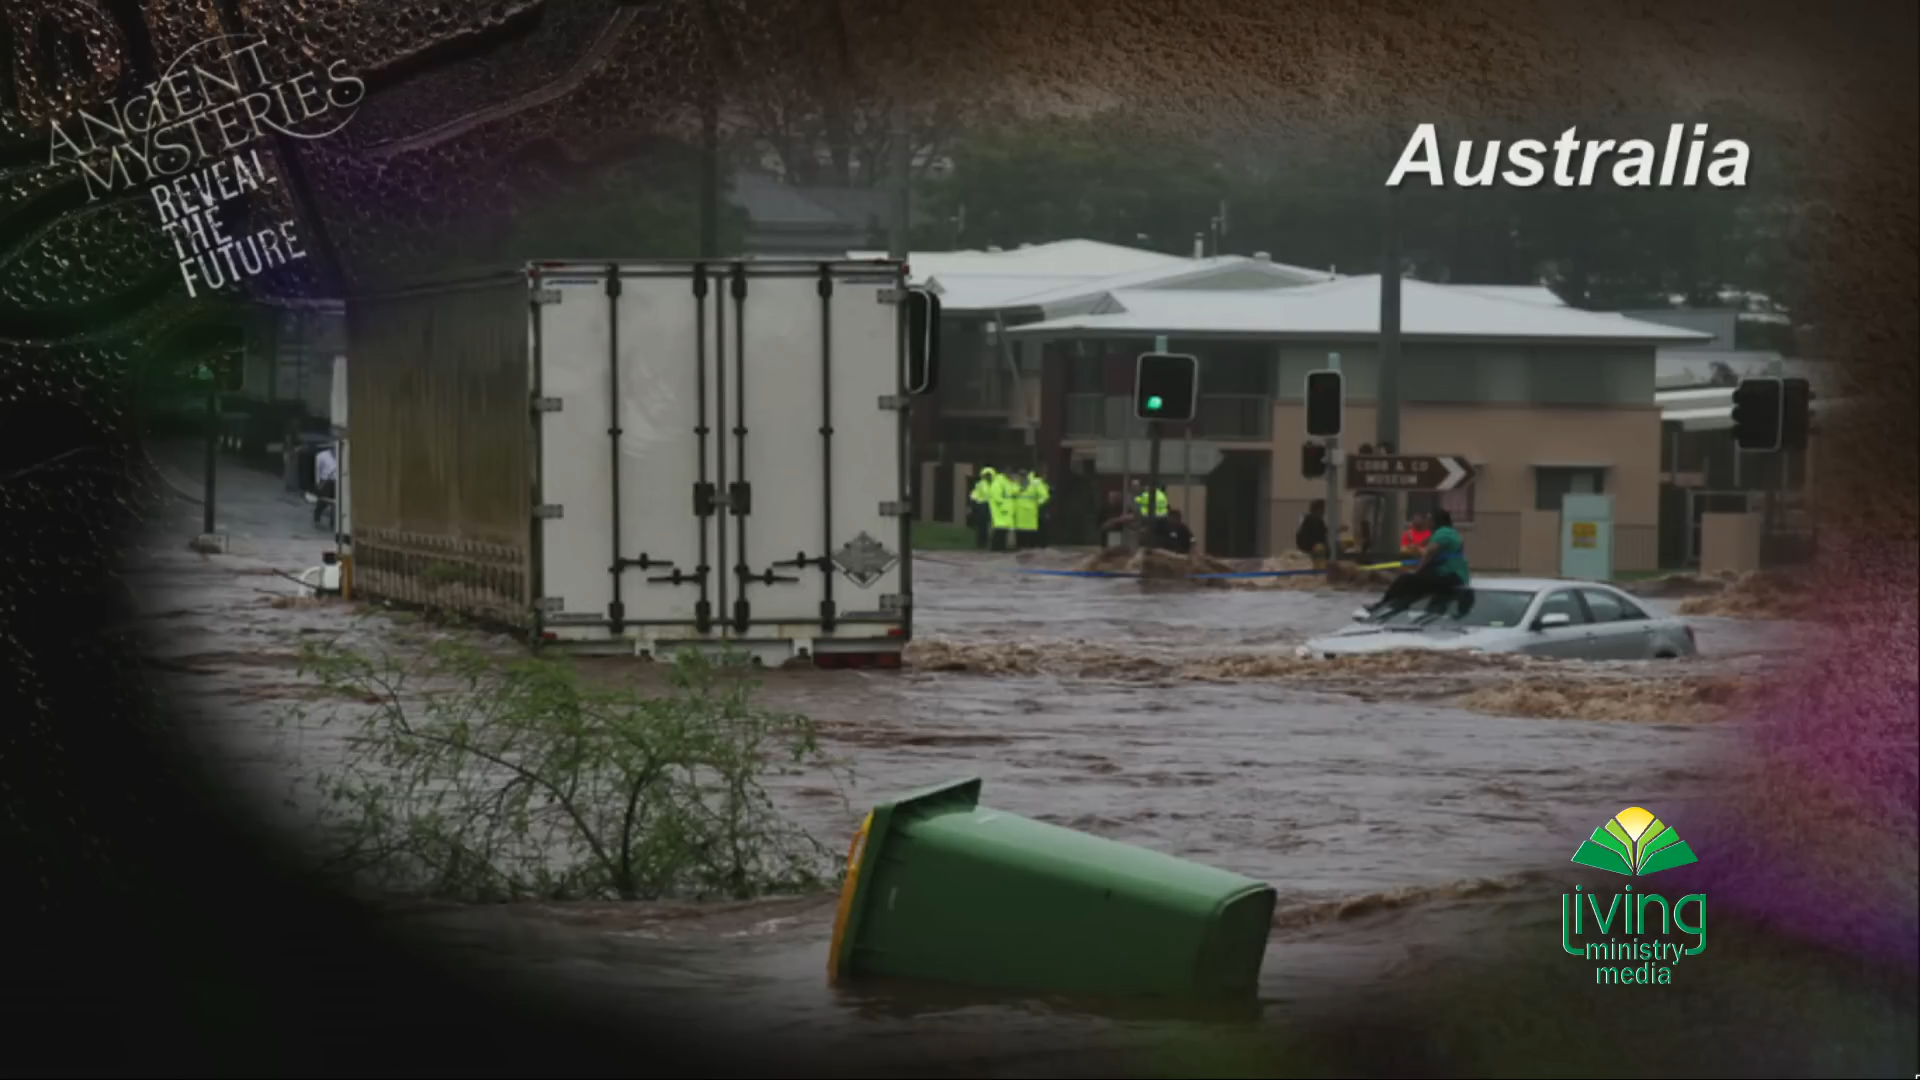 ANCIENT
MYSTERIES
REVEAL
THE
FUTURE
Australia
COBB & CO
MUSEUM
living
ministry
media